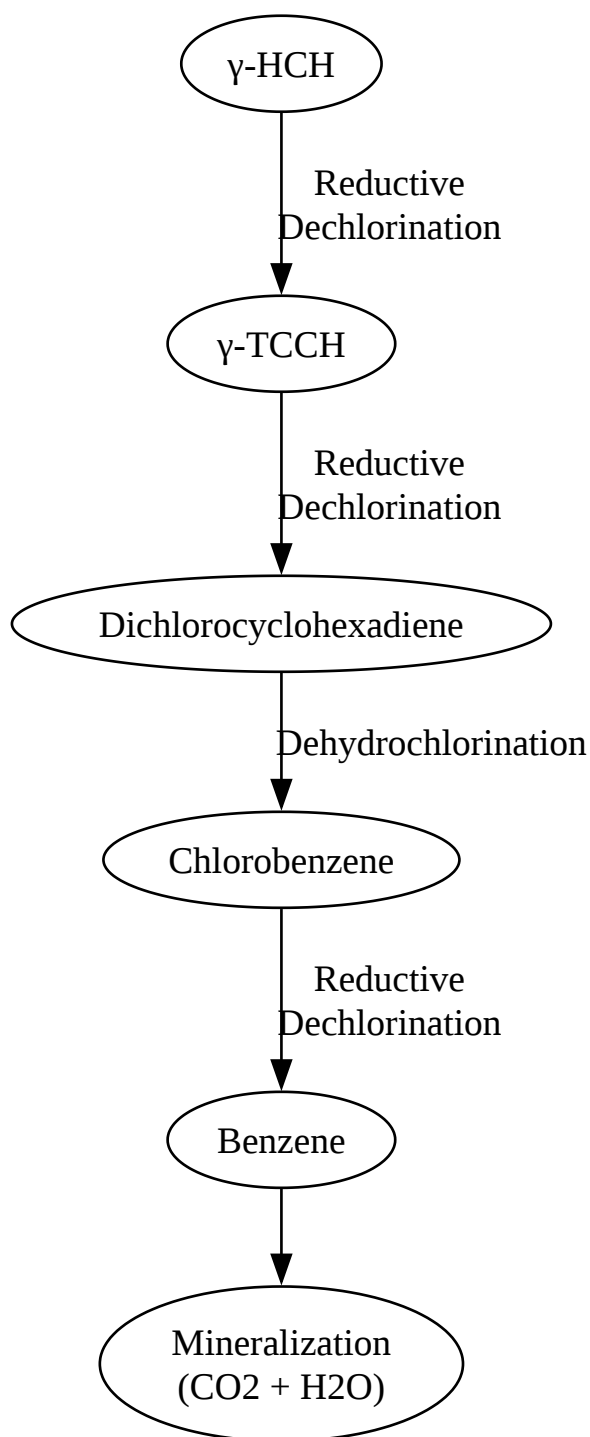 γ-HCH
Reductive
Dechlorination
γ-TCCH
Reductive
Dechlorination
Dichlorocyclohexadiene
Dehydrochlorination
Chlorobenzene
Reductive
Dechlorination
Benzene
Mineralization
(CO2 + H2O)